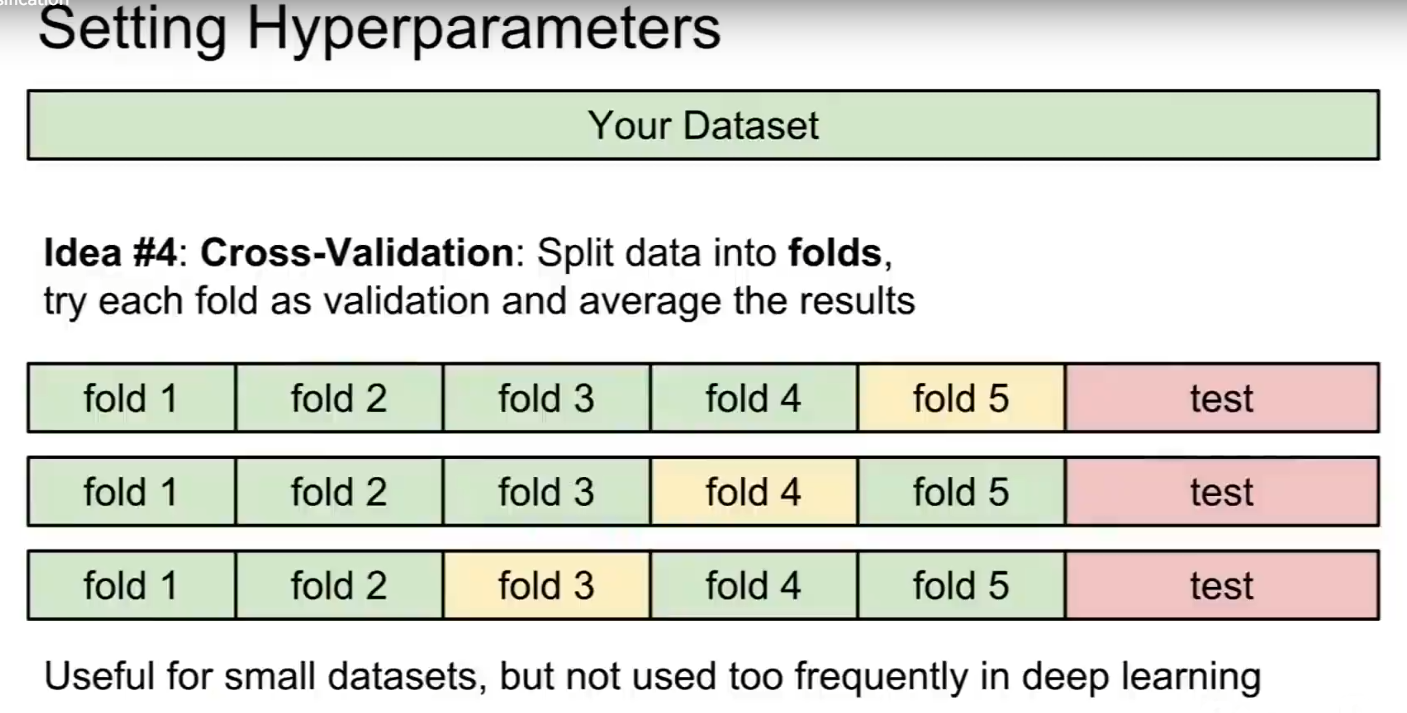 Setting Hyperparameters
Your Dataset
Idea #4: Cross-Validation: Split data into folds,
try each fold as validation and average the results
fold 1 fold 2 fold 3 fold 4 fold 5 test
fold 1 fold 2 fold 3 fold 4 fold 5 test
fold 1 fold 2 fold 3 fold 4 fold 5 test
Useful for small datasets, but not used too frequently in deep learning